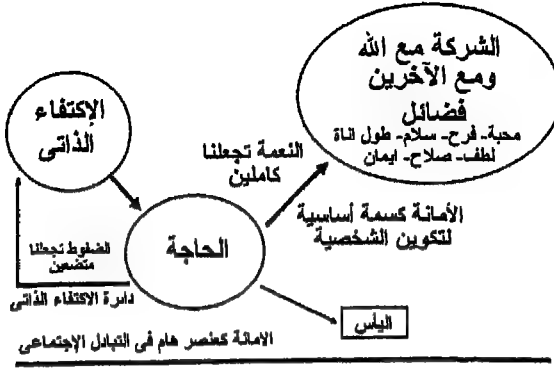 الشركة مع الله
ومع الآخرين
فضائل
محبة- فرح- سلام- طول اناة
لطف- صلاح- ايمان
الإكتفاء
الذاتى
النعمة تجعلنا
كاملين
الأمانة كسمة أساسية
لتكوين الشخصية
الحاجة
الضغوط تجعلنا
متضعين
دائرة الاكتفاء الذاتى
اليأس
الامانة كعنصر هام فى التبادل الإجتماعى